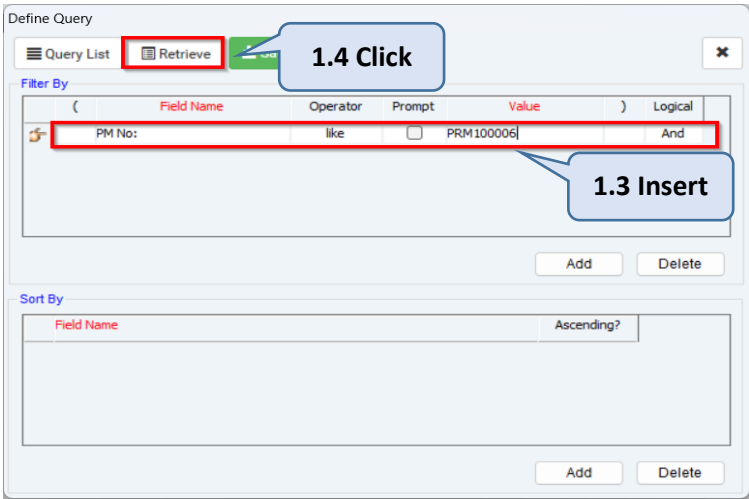 Define Query
Query List Retrieve
1.4 Click
Filter By
( Field Name Operator Prompt Value ) Logical
PM No: like PRM100006 And
1.3 Insert
Add Delete
Sort By
Field Name Ascending?
Add Delete